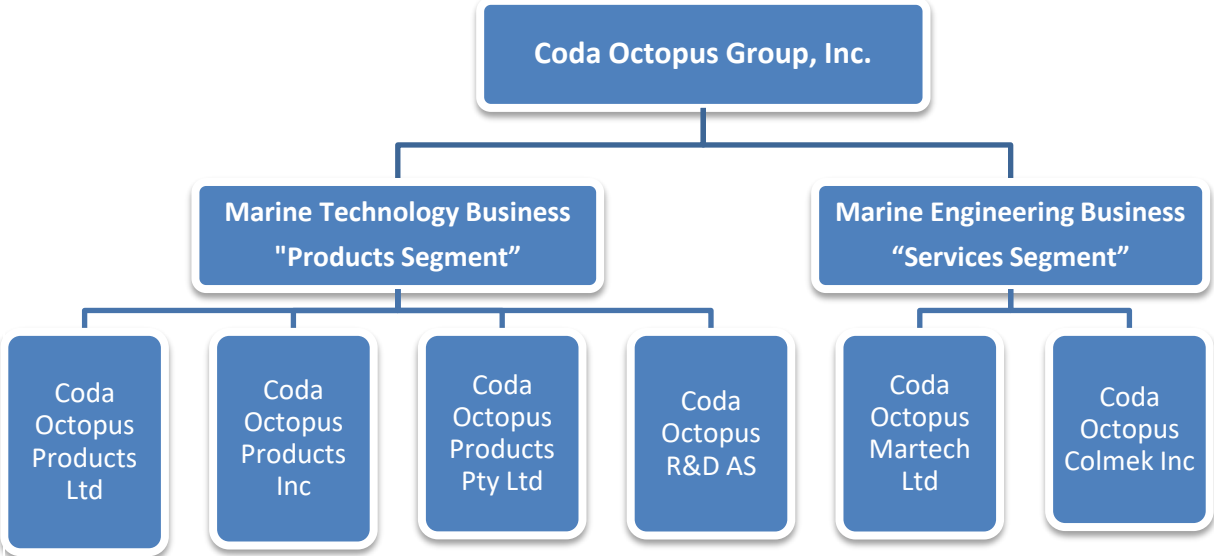 Coda Octopus Group, Inc.
Marine Technology Business
"Products Segment”
Marine Engineering Business
“Services Segment”
Coda
Octopus
Products
Ltd
Coda
Octopus
Products
Inc
Coda
Octopus
Products
Pty Ltd
Coda
Octopus
R&D AS
Coda
Octopus
Martech
Ltd
Coda
Octopus
Colmek Inc